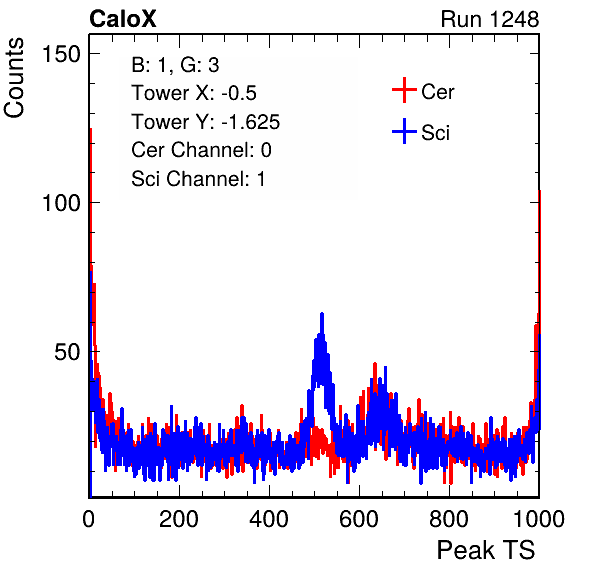 CaloX Run 1248
Counts
150
100
50
B: 1, G: 3
Tower X: -0.5
Tower Y: -1.625
Cer Channel: 0
Sci Channel: 1
Cer
Sci
0 200 400 600 800 1000
Peak TS